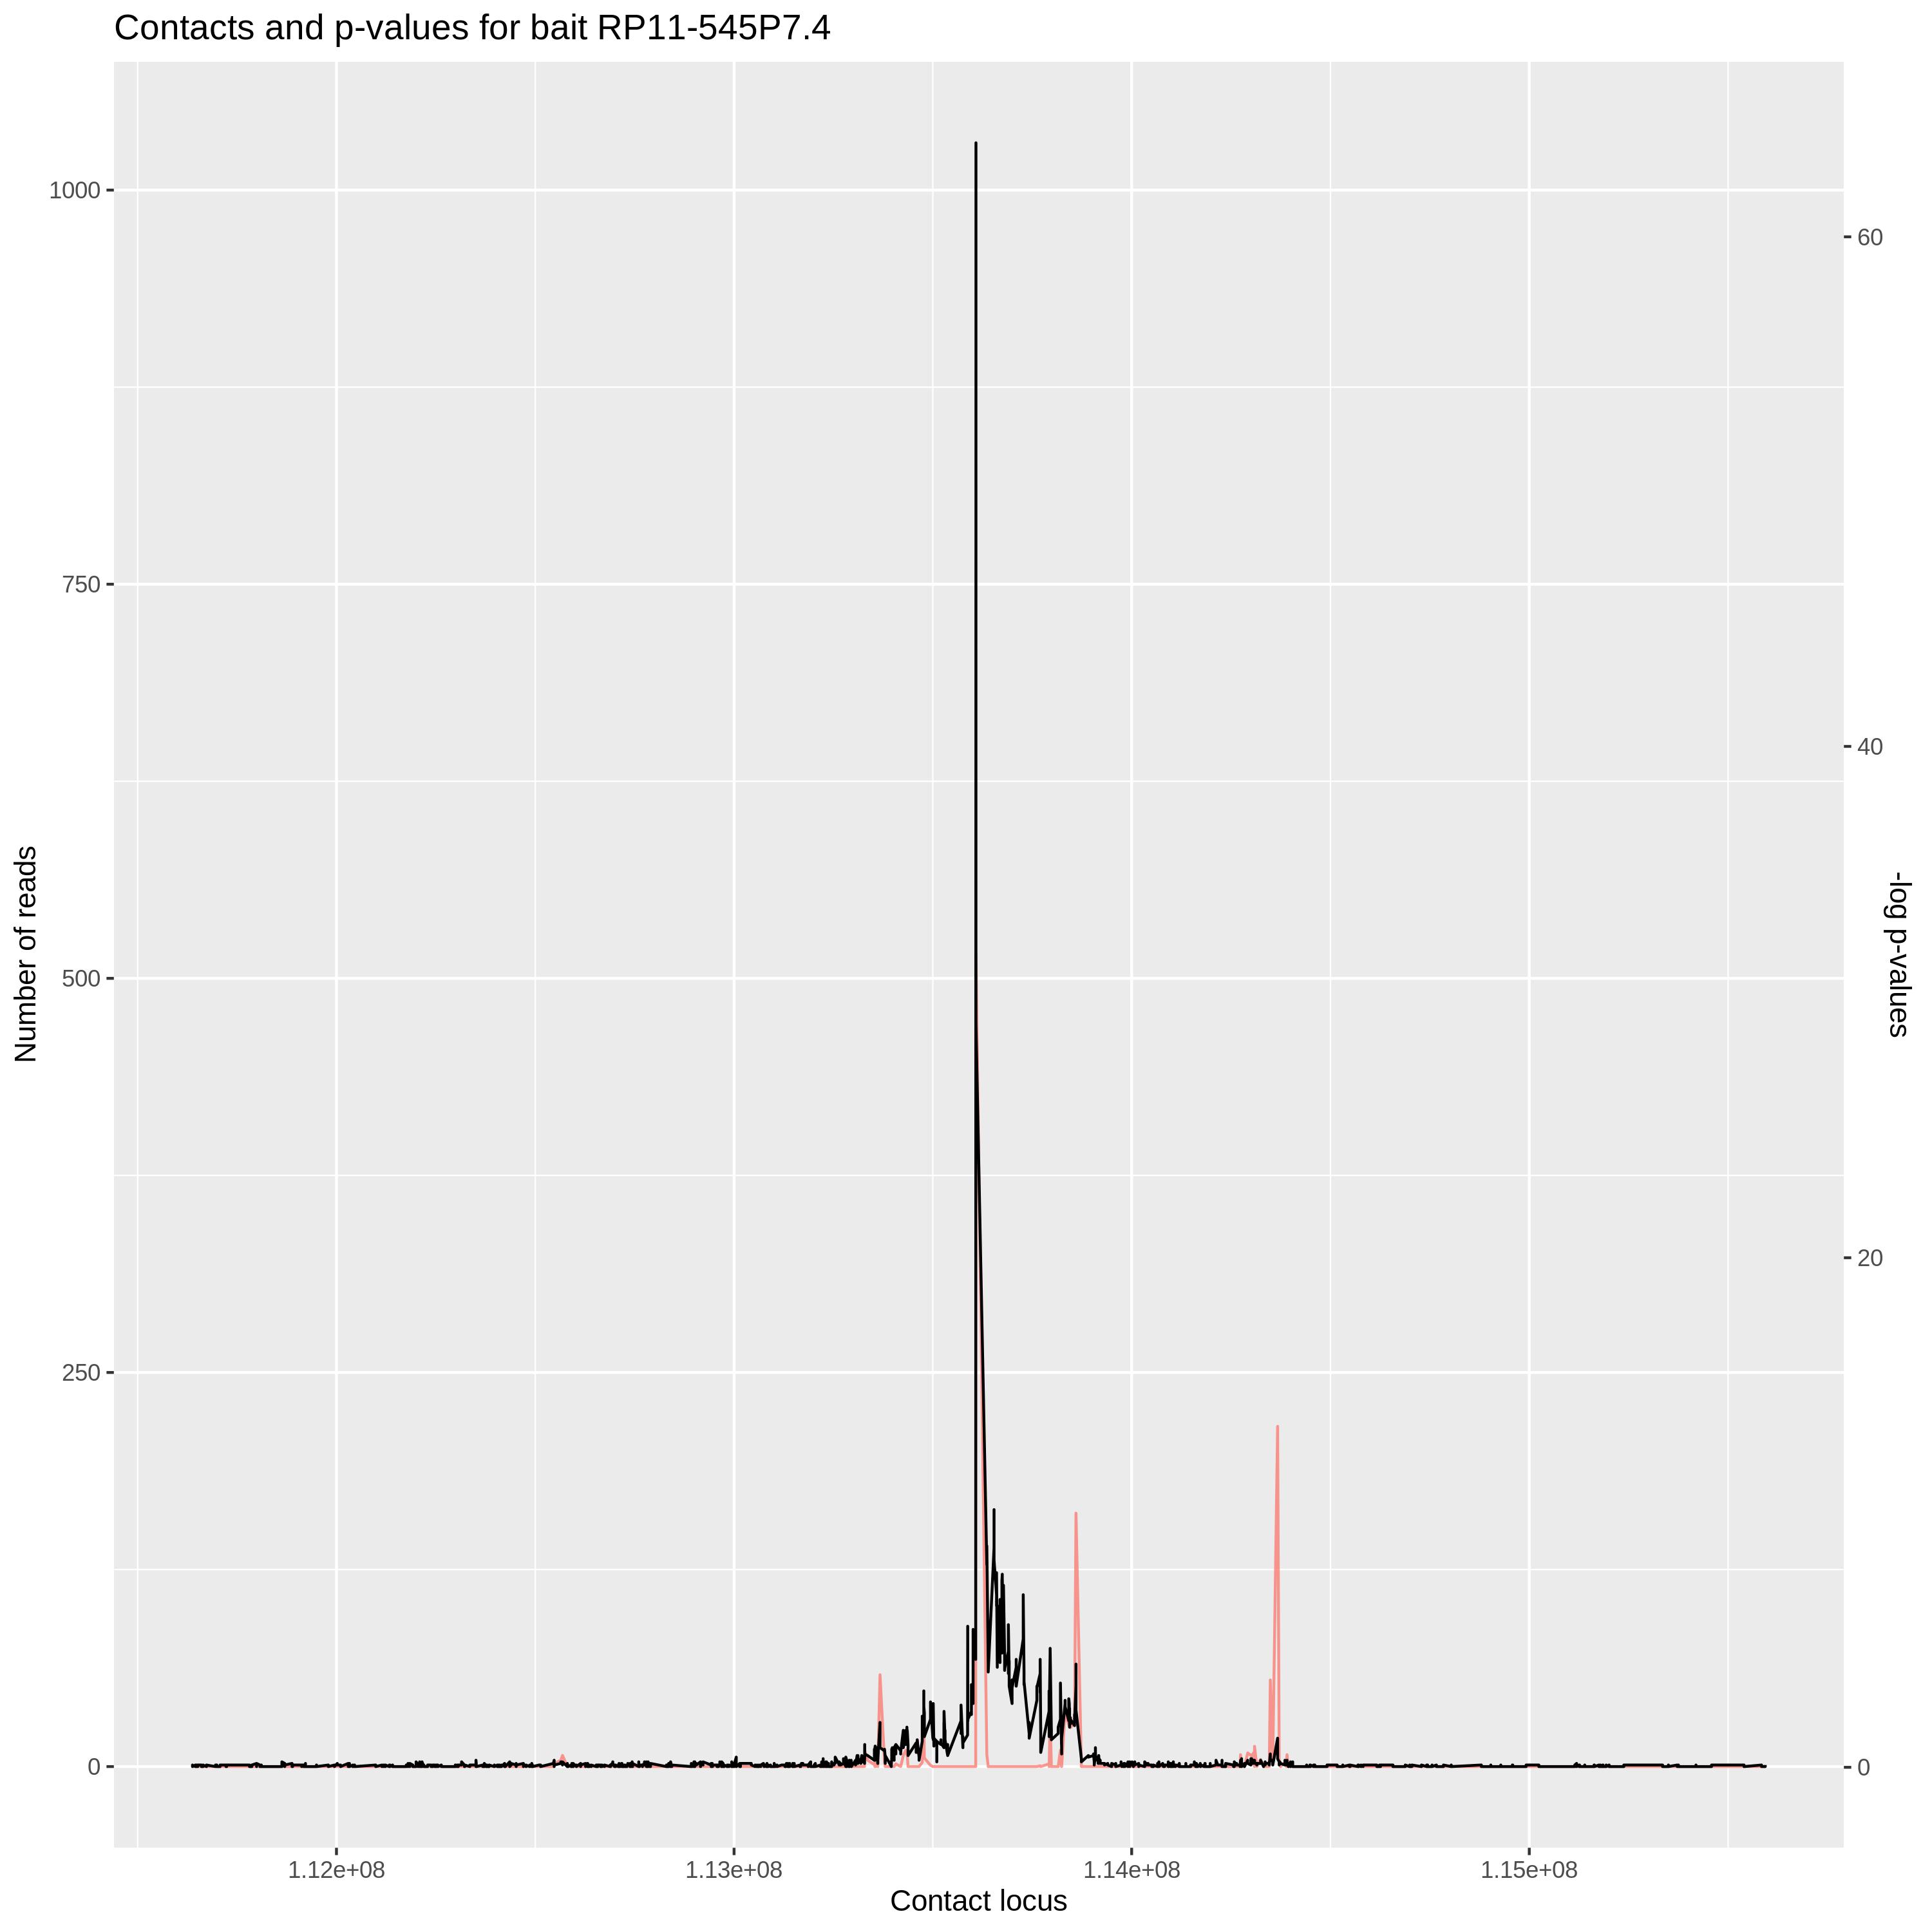 Contacts and p-values for bait RP11-545P7.4
1000
750
500
250
0
Number of reads
60
40
20
0
-log p-values
1.12e+08
1.13e+08
1.14e+08
1.15e+08
Contact locus